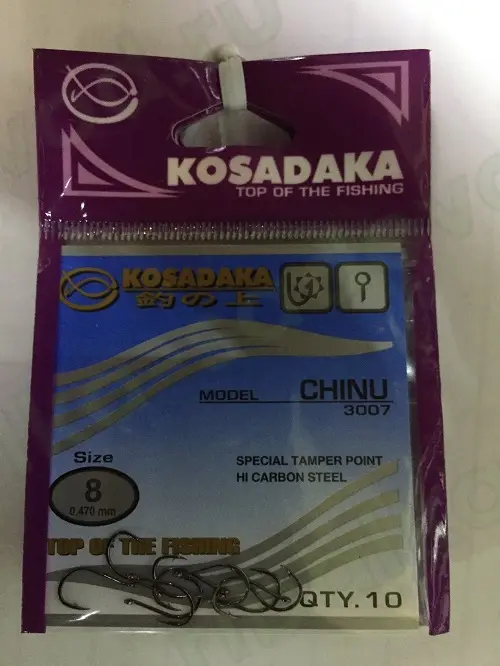 KOSADAKA
TOP OF THE FISHING
KOSADAKA
釣の上
MODEL CHINU
3007
Size
8
0,470 mm
SPECIAL TAMPER POINT
HI CARBON STEEL
TOP OF THE FISHING
QTY.10